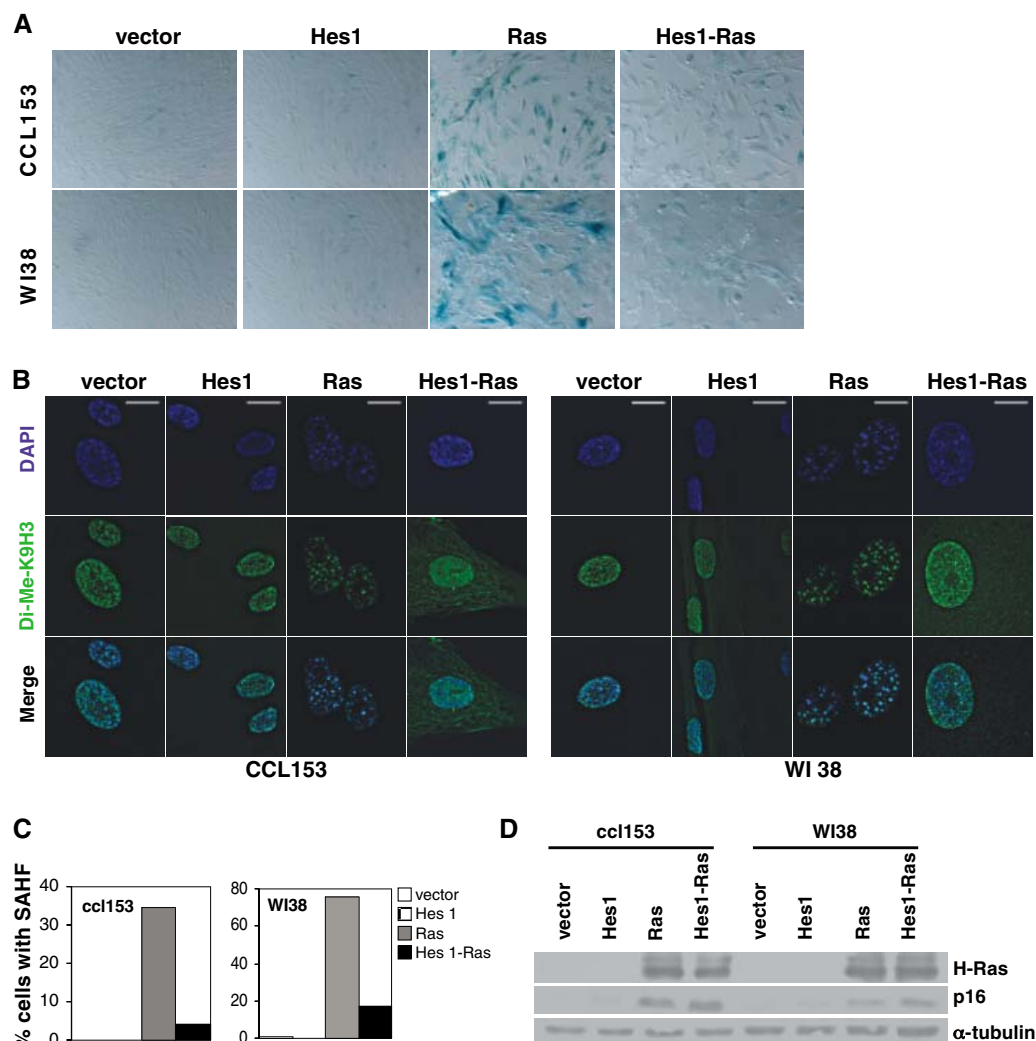 A
vector Hes1 Ras Hes1-Ras
CCL153
WI38
B
vector Hes1 Ras Hes1-Ras vector Hes1 Ras Hes1-Ras
DAPI
Di-Me-K9H3
Merge
CCL153 WI 38
C
% cells with SAHF
40
30
20
10
0
ccl153
80
60
40
20
0
WI38
vector
Hes 1
Ras
Hes 1-Ras
D
ccl153 WI38
vector Hes1 Ras Hes1-Ras vector Hes1 Ras Hes1-Ras
H-Ras
p16
α-tubulin